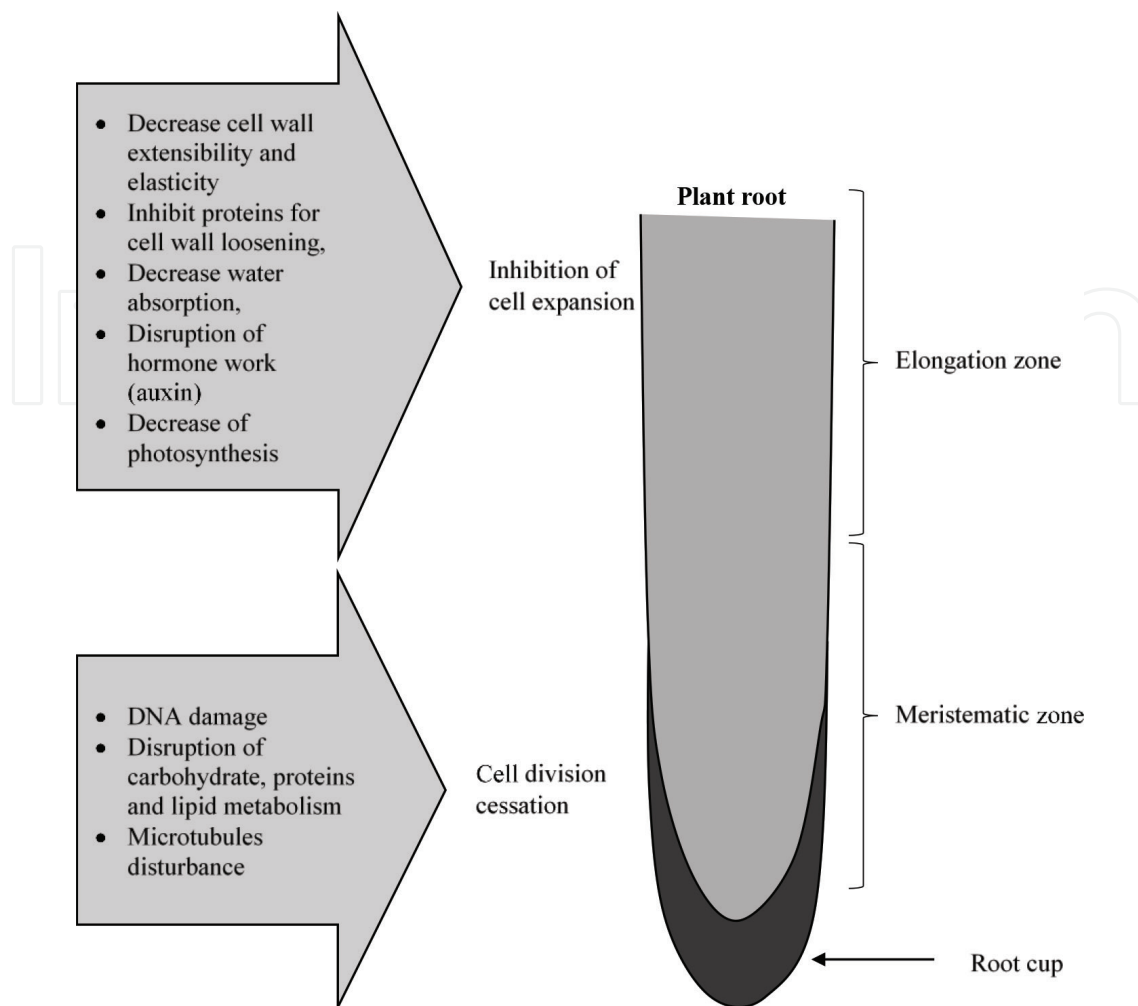 • Decrease cell wall
extensibility and
elasticity
• Inhibit proteins for
cell wall loosening,
• Decrease water
absorption,
• Disruption of
hormone work
(auxin)
• Decrease of
photosynthesis
Inhibition of
cell expansion
Plant root
Elongation zone
• DNA damage
• Disruption of
carbohydrate, proteins
and lipid metabolism
• Microtubules
disturbance
Cell division
cessation
Meristematic zone
Root cup